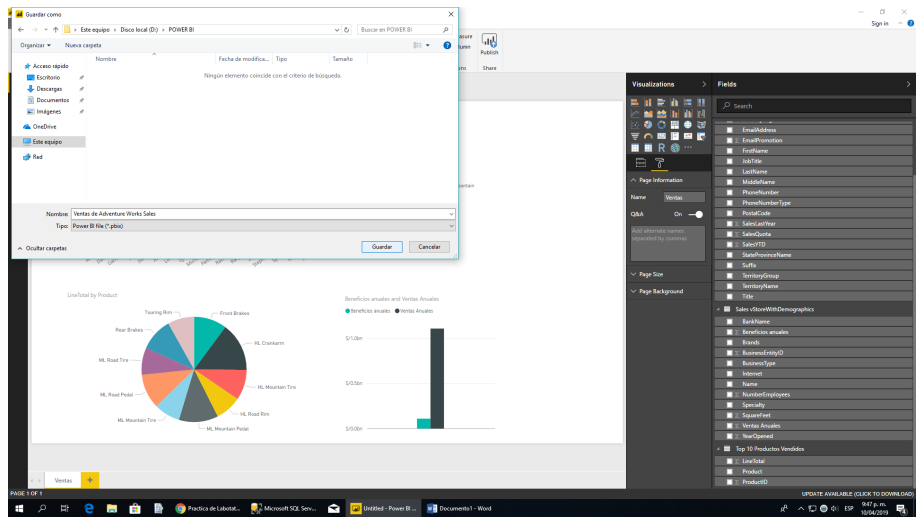 Guardar como
Sign in
Este equipo > Disco local (D:) > POWER BI
Buscar en POWER BI
Organizar
Nueva carpeta
Nombre
Fecha de modifica...
Tipo
Tamaño
Ningún elemento coincide con el criterio de búsqueda.
Acceso rápido
Escritorio
Descargas
Documentos
Imágenes
OneDrive
Este equipo
Red
Nombre: Ventas de Adventure Works Sales
Tipo: Power BI file (*.pbix)
Ocultar carpetas
Guardar
Cancelar
Publish
Share
LineTotal by Product
Touring Rim
Front Brakes
Rear Brakes
HL Crankarm
ML Road Tire
HL Mountain Tire
ML Road Pedal
HL Road Rim
ML Mountain Tire
ML Mountain Pedal
Beneficios anuales and Ventas Anuales
Beneficios anuales
Ventas Anuales
S/1.0bn
S/0.5bn
S/0.0bn
Visualizations
Page Information
Name
Ventas
Q&A
On
Add alternate names
separated by commas
Page Size
Page Background
Fields
Search
EmailAddress
EmailPromotion
FirstName
JobTitle
LastName
MiddleName
PhoneNumber
PhoneNumberType
PostalCode
SalesLastYear
SalesQuota
SalesYTD
StateProvinceName
Suffix
TerritoryGroup
TerritoryName
Title
Sales vStoreWithDemographics
BankName
Beneficios anuales
Brands
BusinessEntityID
BusinessType
Internet
Name
NumberEmployees
Specialty
SquareFeet
Ventas Anuales
YearOpened
Top 10 Productos Vendidos
LineTotal
Product
ProductID
Ventas
PAGE 1 OF 1
UPDATE AVAILABLE (CLICK TO DOWNLOAD)
Practica de Labotat...
Microsoft SQL Serv...
Untitled - Power BI ...
Documento1 - Word
ESP
9:47 p. m.
10/04/2019